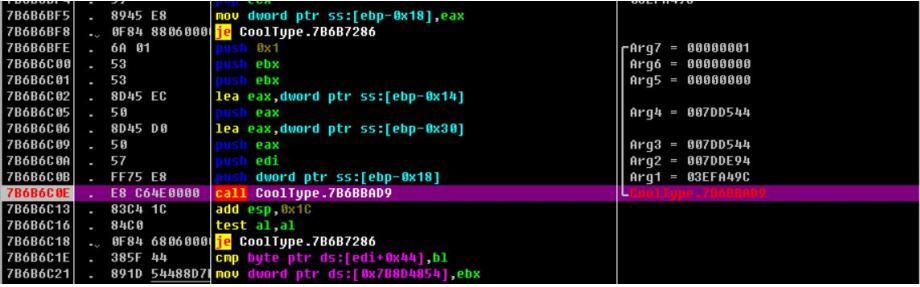 7B6B6BF5 . 8945 E8 mov dword ptr ss:[ebp-0x18],eax
7B6B6BF8 .⌄ 0F84 88060000 je CoolType.7B6B7286
7B6B6BFE . 6A 01 push 0x1 Arg7 = 00000001
7B6B6C00 . 53 push ebx Arg6 = 00000000
7B6B6C01 . 53 push ebx Arg5 = 00000000
7B6B6C02 . 8D45 EC lea eax,dword ptr ss:[ebp-0x14]
7B6B6C05 . 50 push eax Arg4 = 007DD544
7B6B6C06 . 8D45 D0 lea eax,dword ptr ss:[ebp-0x30]
7B6B6C09 . 50 push eax Arg3 = 007DD544
7B6B6C0A . 57 push edi Arg2 = 007DDE94
7B6B6C0B . FF75 E8 push dword ptr ss:[ebp-0x18] Arg1 = 03EFA49C
7B6B6C0E . E8 C64E0000 call CoolType.7B6BBAD9 CoolType.7B6BBAD9
7B6B6C13 . 83C4 1C add esp,0x1C
7B6B6C16 . 84C0 test al,al
7B6B6C18 .⌄ 0F84 68060000 je CoolType.7B6B7286
7B6B6C1E . 385F 44 cmp byte ptr ds:[edi+0x44],bl
7B6B6C21 . 891D 54488D7B mov dword ptr ds:[0x7B8D4854],ebx